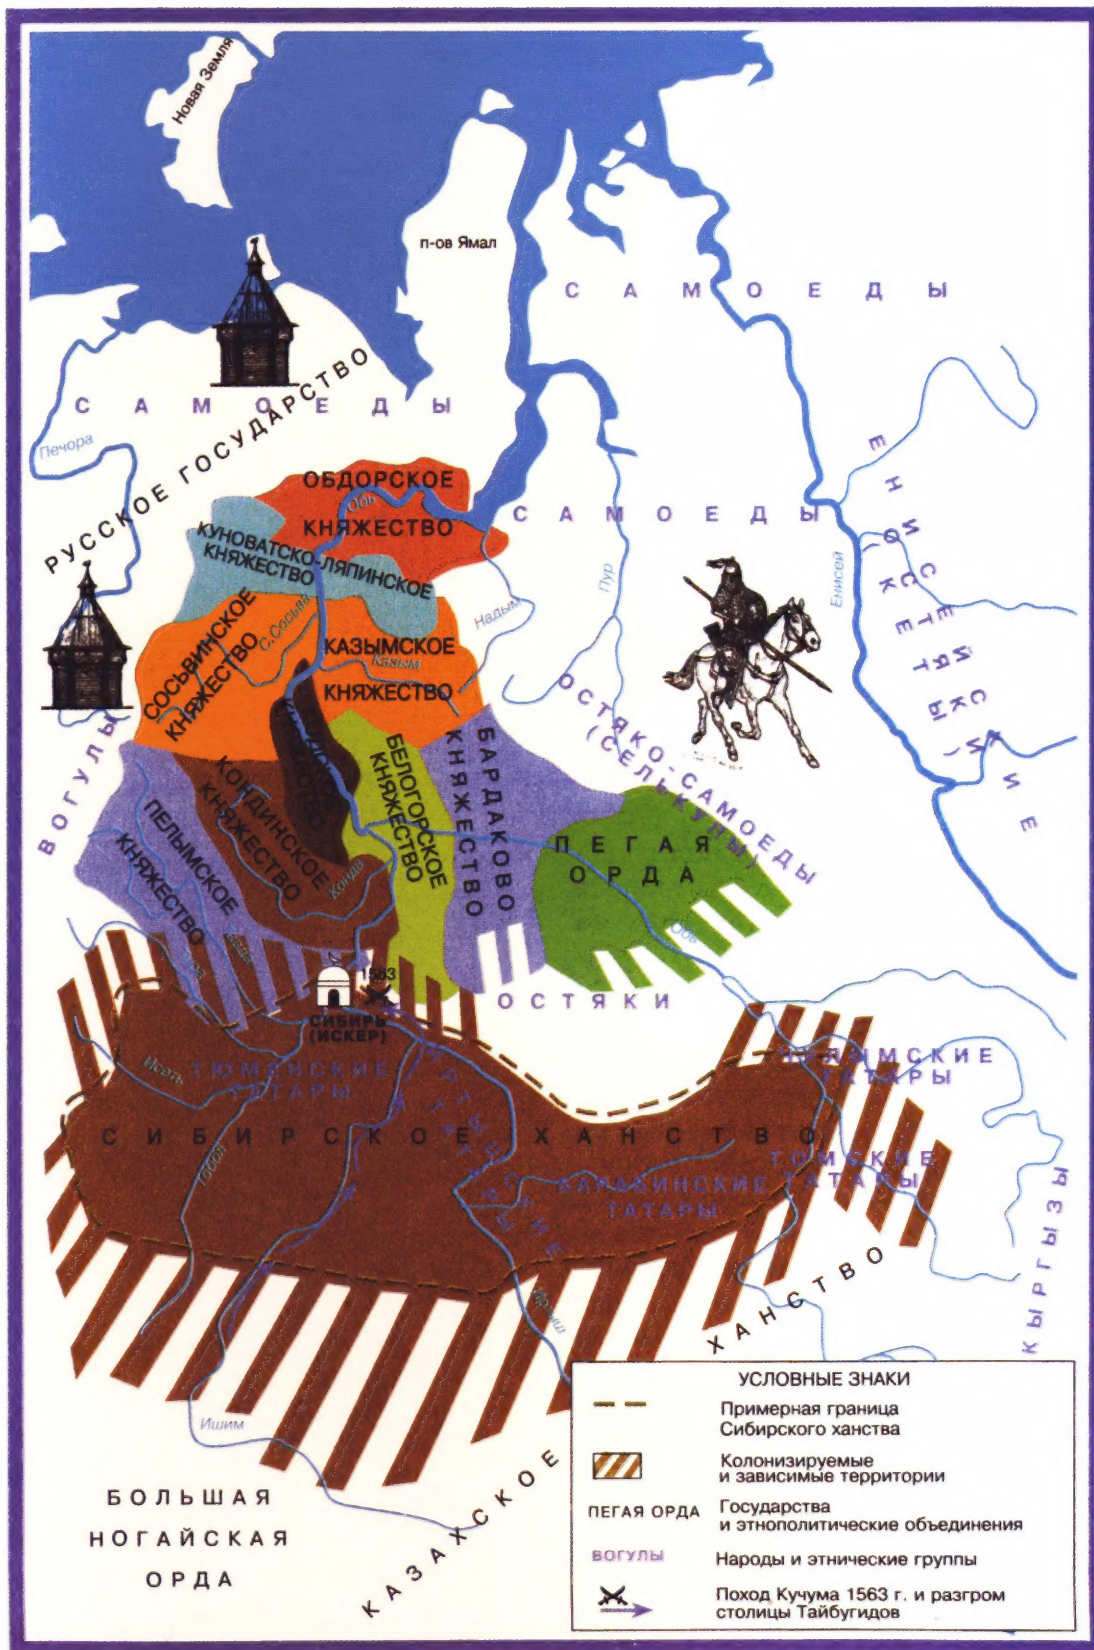 Новая Земля
п-ов Ямал
САМОЕДЫ
САМОЕДЫ
Печора
РУССКОЕ ГОСУДАРСТВО
ОБДОРСКОЕ
Обь
КНЯЖЕСТВО
САМОЕДЫ
КУНОВАТСКО-ЛЯПИНСКОЕ
КНЯЖЕСТВО
Пур
Енисей
Надым
СОСЬВИНСКОЕ
КНЯЖЕСТВО
С.Сосьва
КАЗЫМСКОЕ
Казым
КНЯЖЕСТВО
ОСТЯКО-САМОЕДЫ
(СЕЛЬКУПЫ)
ВОГУЛЫ
КОНДИНСКОЕ
КНЯЖЕСТВО
Конда
БЕЛОГОРСКОЕ
КНЯЖЕСТВО
БАРДАКОВО
КНЯЖЕСТВО
ПЕЛЫМСКОЕ
КНЯЖЕСТВО
ПЕГАЯ
ОРДА
Обь
1563
СИБИРЬ
(ИСКЕР)
ОСТЯКИ
Исеть
ТЮМЕНСКИЕ
ТАТАРЫ
ЧУЛЫМСКИЕ
ТАТАРЫ
СИБИРСКОЕ ХАНСТВО
Тобол
ТОМСКИЕ
ТАТАРЫ
БАРАБИНСКИЕ
ТАТАРЫ
Иртыш
КЫРГЫЗЫ
Ишим
КАЗАХСКОЕ ХАНСТВО
БОЛЬШАЯ
НОГАЙСКАЯ
ОРДА
УСЛОВНЫЕ ЗНАКИ
Примерная граница
Сибирского ханства
Колонизируемые
и зависимые территории
ПЕГАЯ ОРДА Государства
и этнополитические объединения
ВОГУЛЫ Народы и этнические группы
Поход Кучума 1563 г. и разгром
столицы Тайбугидов